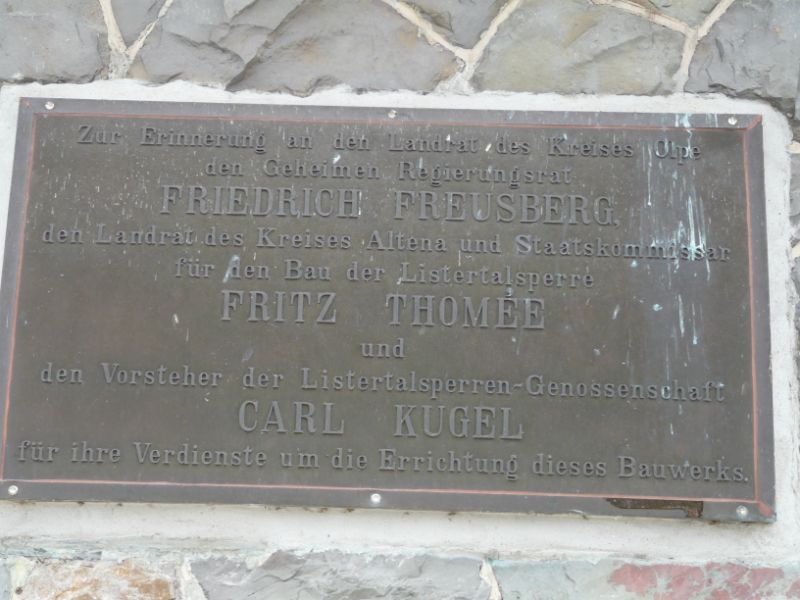 Zur Erinnerung an den Landrat des Kreises Olpe
den Geheimen Regierungsrat
FRIEDRICH FREUSBERG,
den Landrat des Kreises Altena und Staatskommissar
für den Bau der Listertalsperre
FRITZ THOMÉE
und
den Vorsteher der Listertalsperren-Genossenschaft
CARL KUGEL
für ihre Verdienste um die Errichtung dieses Bauwerks.